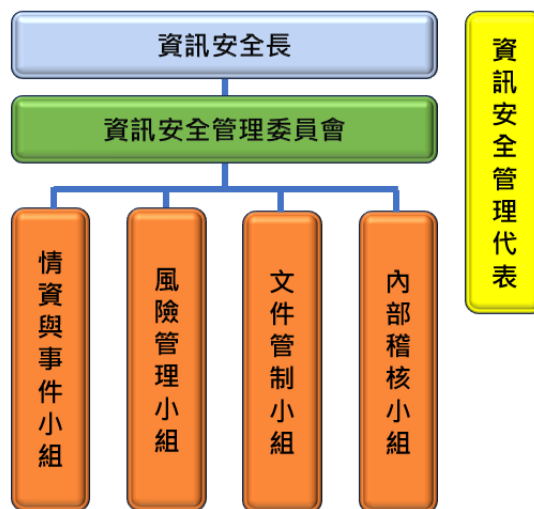 資訊安全長
資訊安全管理委員會
情資與事件小組
風險管理小組
文件管制小組
內部稽核小組
資訊安全管理代表